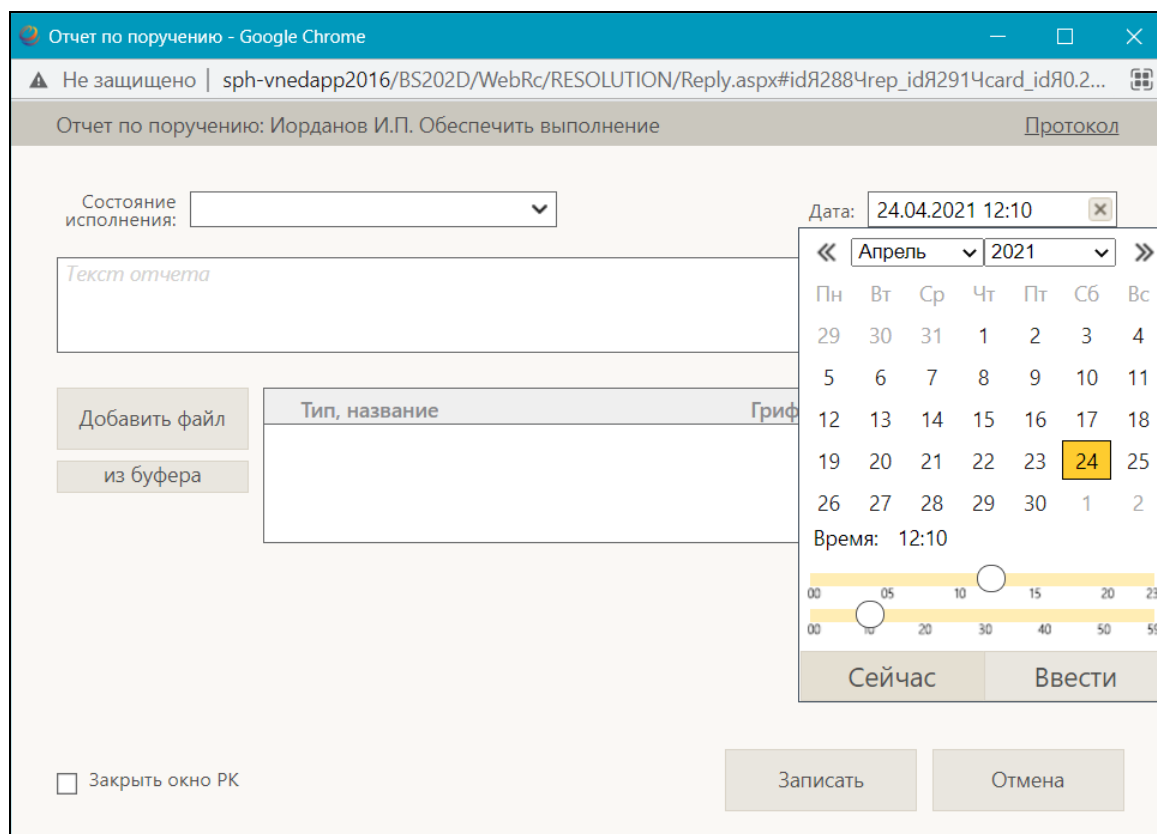 Отчет по поручению - Google Chrome
Не защищено | sph-vnedapp2016/BS202D/WebRc/RESOLUTION/Reply.aspx#idЯ288Чrep_idЯ291Чcard_idЯ0.2...
Отчет по поручению: Иорданов И.П. Обеспечить выполнение Протокол
Состояние исполнения:
Дата: 24.04.2021 12:10
Текст отчета
Апрель 2021
Пн Вт Ср Чт Пт Сб Вс
29 30 31 1 2 3 4
5 6 7 8 9 10 11
12 13 14 15 16 17 18
19 20 21 22 23 24 25
26 27 28 29 30 1 2
Время: 12:10
00 05 10 15 20 23
00 10 20 30 40 50 59
Сейчас Ввести
Добавить файл
из буфера
Тип, название Гриф
Закрыть окно РК
Записать Отмена